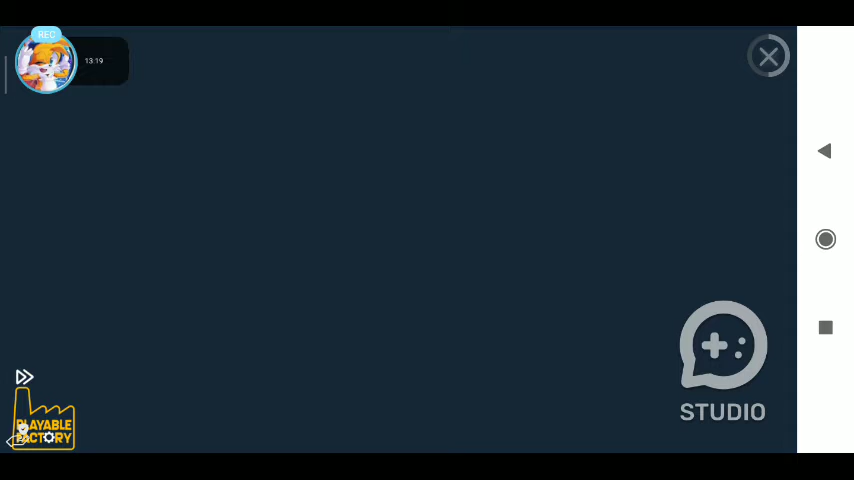 REC
13:19
STUDIO
PLAYABLE
FACTORY